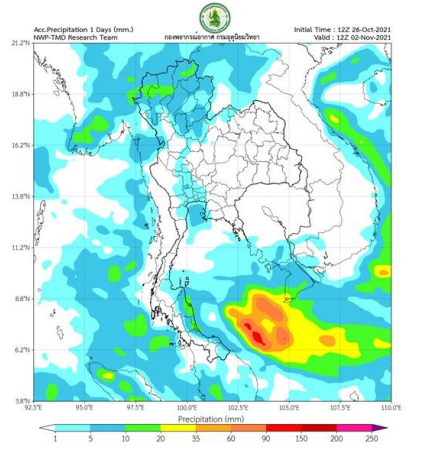 Acc.Precipitation 1 Days (mm.)
NWP-TMD Research Team
กองพยากรณ์อากาศ กรมอุตุนิยมวิทยา
Initial Time : 12Z 26-Oct-2021
Valid : 12Z 02-Nov-2021
21.2°N
18.8°N
16.2°N
13.8°N
11.2°N
8.8°N
6.2°N
3.8°N
92.5°E 95.0°E 97.5°E 100.0°E 102.5°E 105.0°E 107.5°E 110.0°E
Precipitation (mm)
1 5 10 20 35 60 90 150 200 250